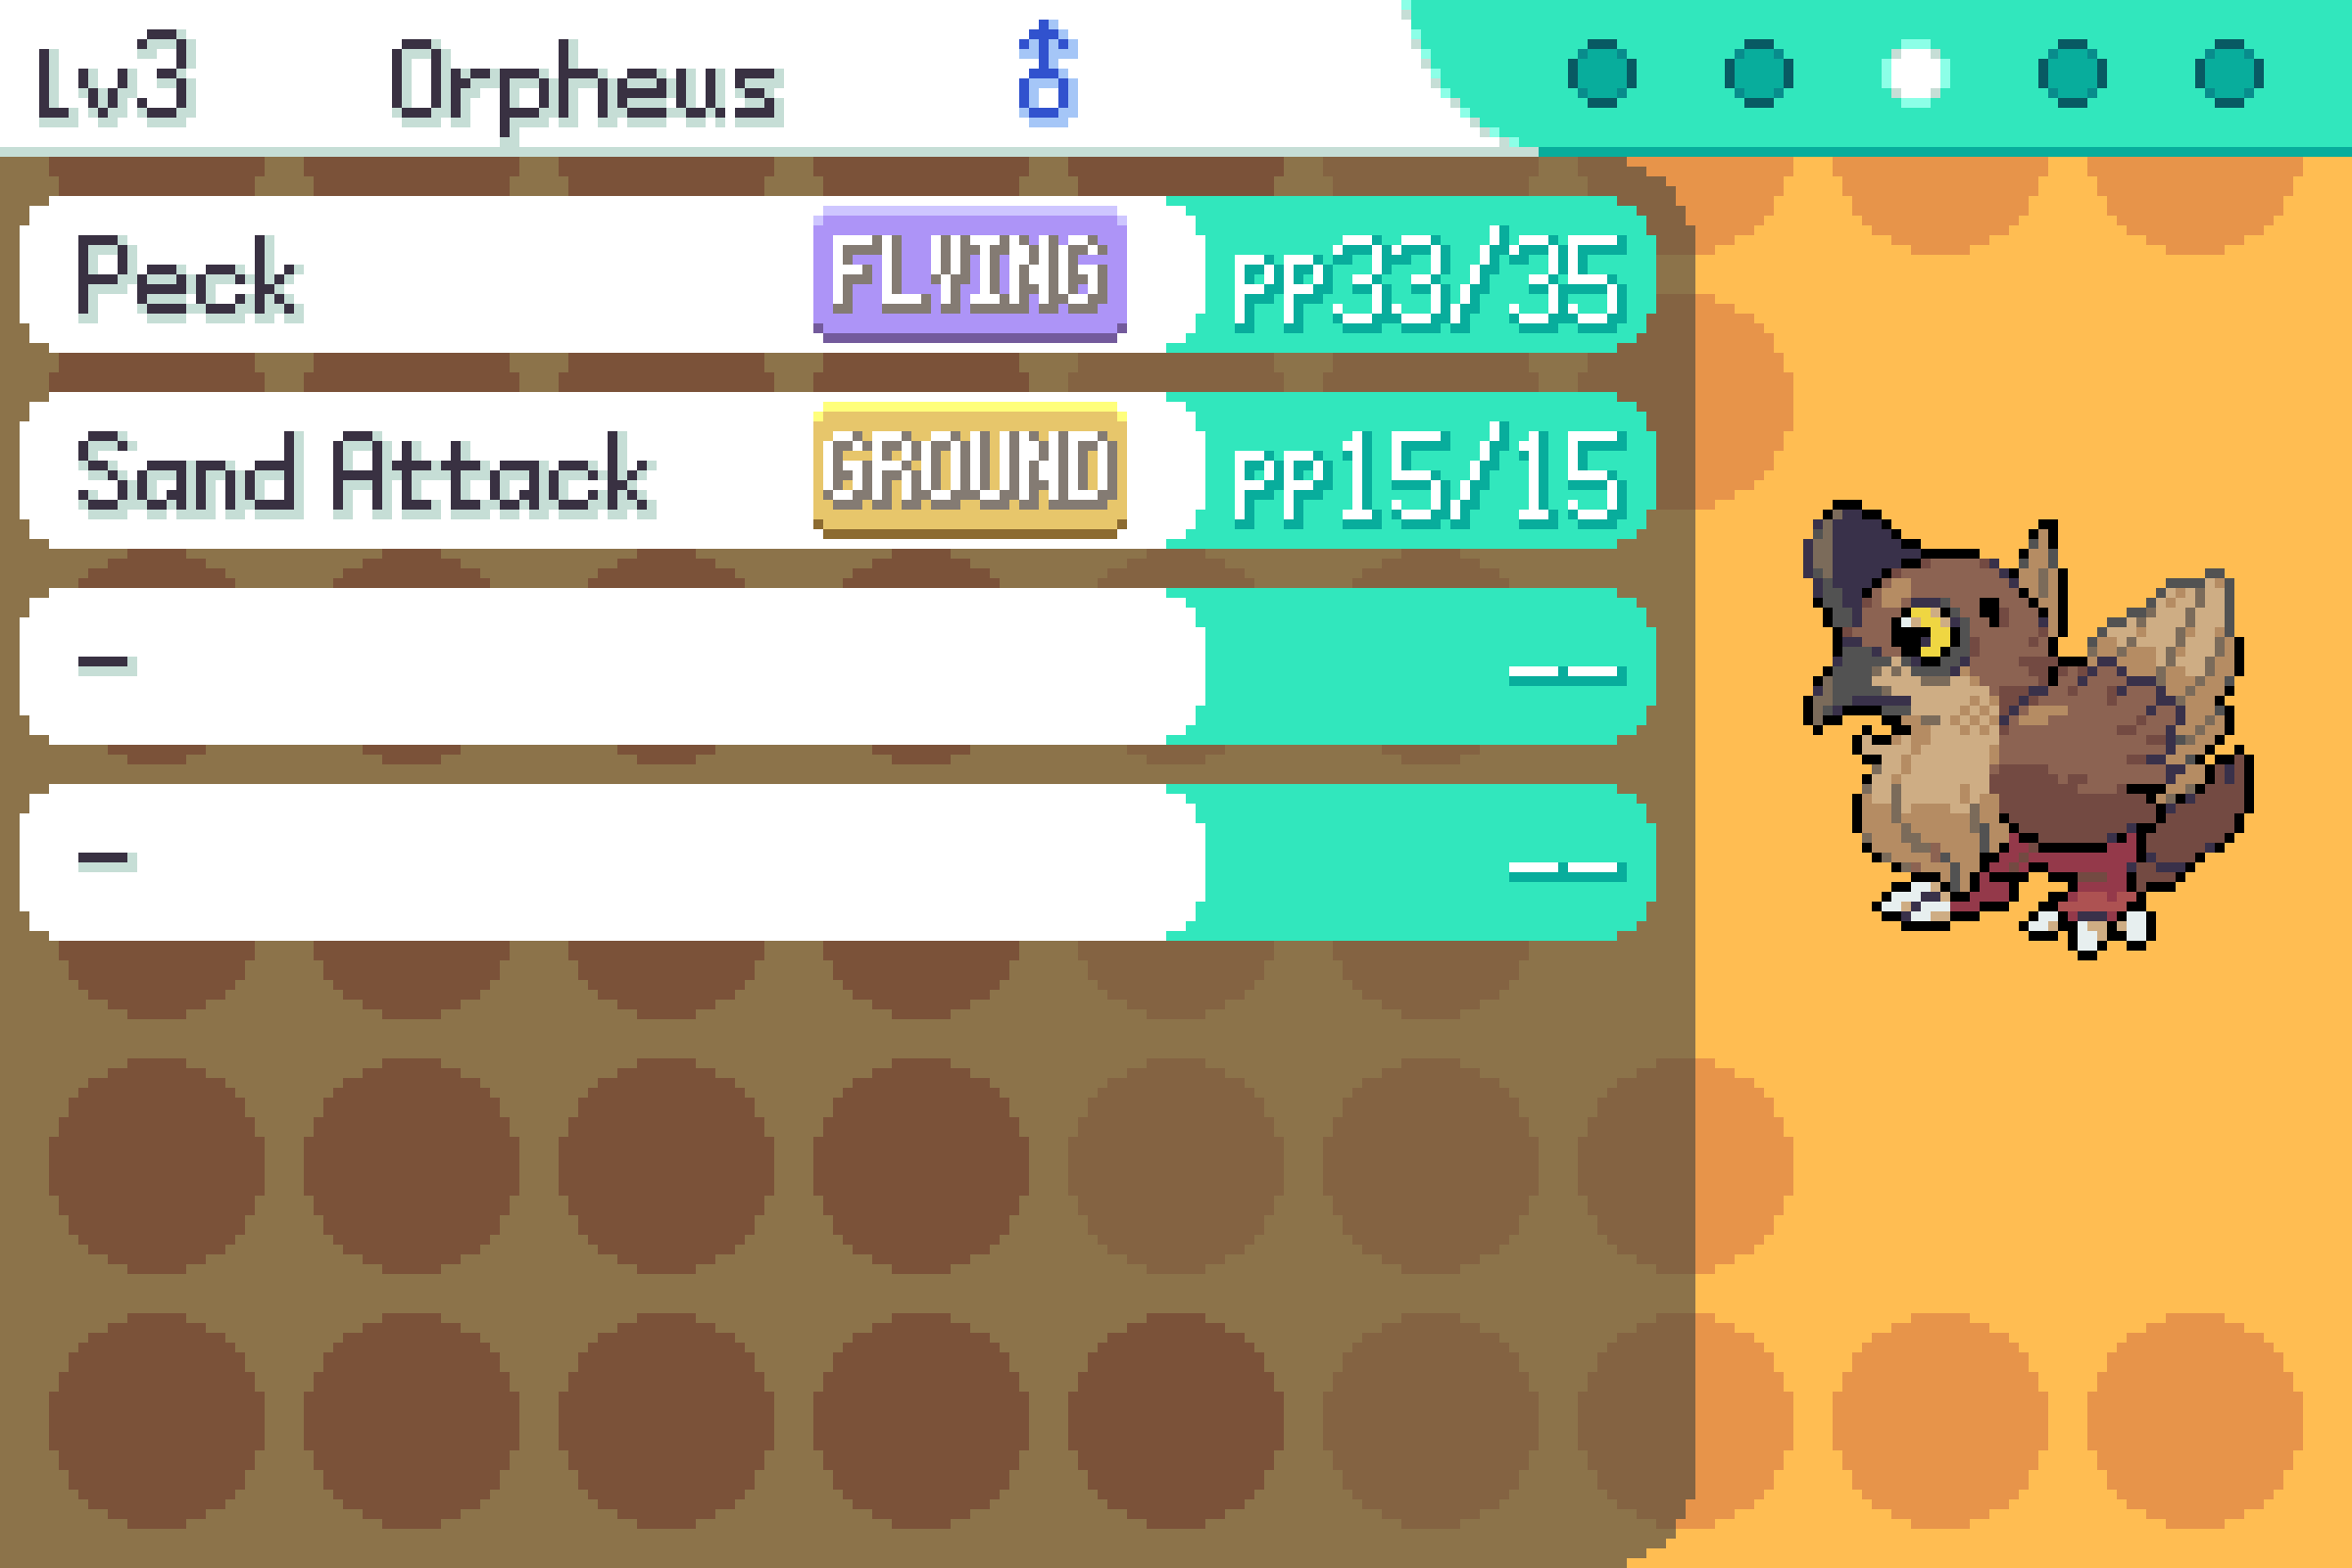 Lv3 Orpheus ♂
Peck FLYING PP33/35
Sand Attack GROUND PP15/15
– --
– --